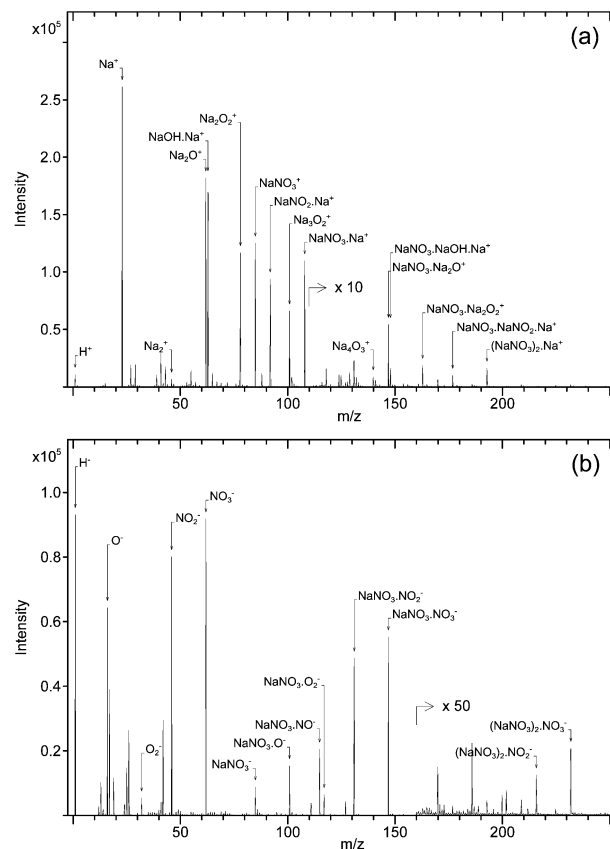 x10⁵
(a)
Na⁺
2.5
Na₂O₂⁺
NaOH.Na⁺
2.0
Na₂O⁺
NaNO₃⁺
NaNO₂.Na⁺
Intensity
1.5
Na₃O₂⁺
NaNO₃.Na⁺
NaNO₃.NaOH.Na⁺
NaNO₃.Na₂O⁺
1.0
x 10
NaNO₃.Na₂O₂⁺
0.5
NaNO₃.NaNO₂.Na⁺
H⁺
Na₂⁺
Na₄O₃⁺
(NaNO₃)₂.Na⁺
50 100 150 200
m/z
x10⁵
(b)
H⁻
NO₃⁻
1.0
NO₂⁻
O⁻
0.8
Intensity
0.6
NaNO₃.NO₂⁻
NaNO₃.NO₃⁻
NaNO₃.O₂⁻
0.4
x 50
NaNO₃.NO⁻
(NaNO₃)₂.NO₃⁻
NaNO₃.O⁻
O₂⁻
(NaNO₃)₂.NO₂⁻
0.2
NaNO₃⁻
50 100 150 200
m/z